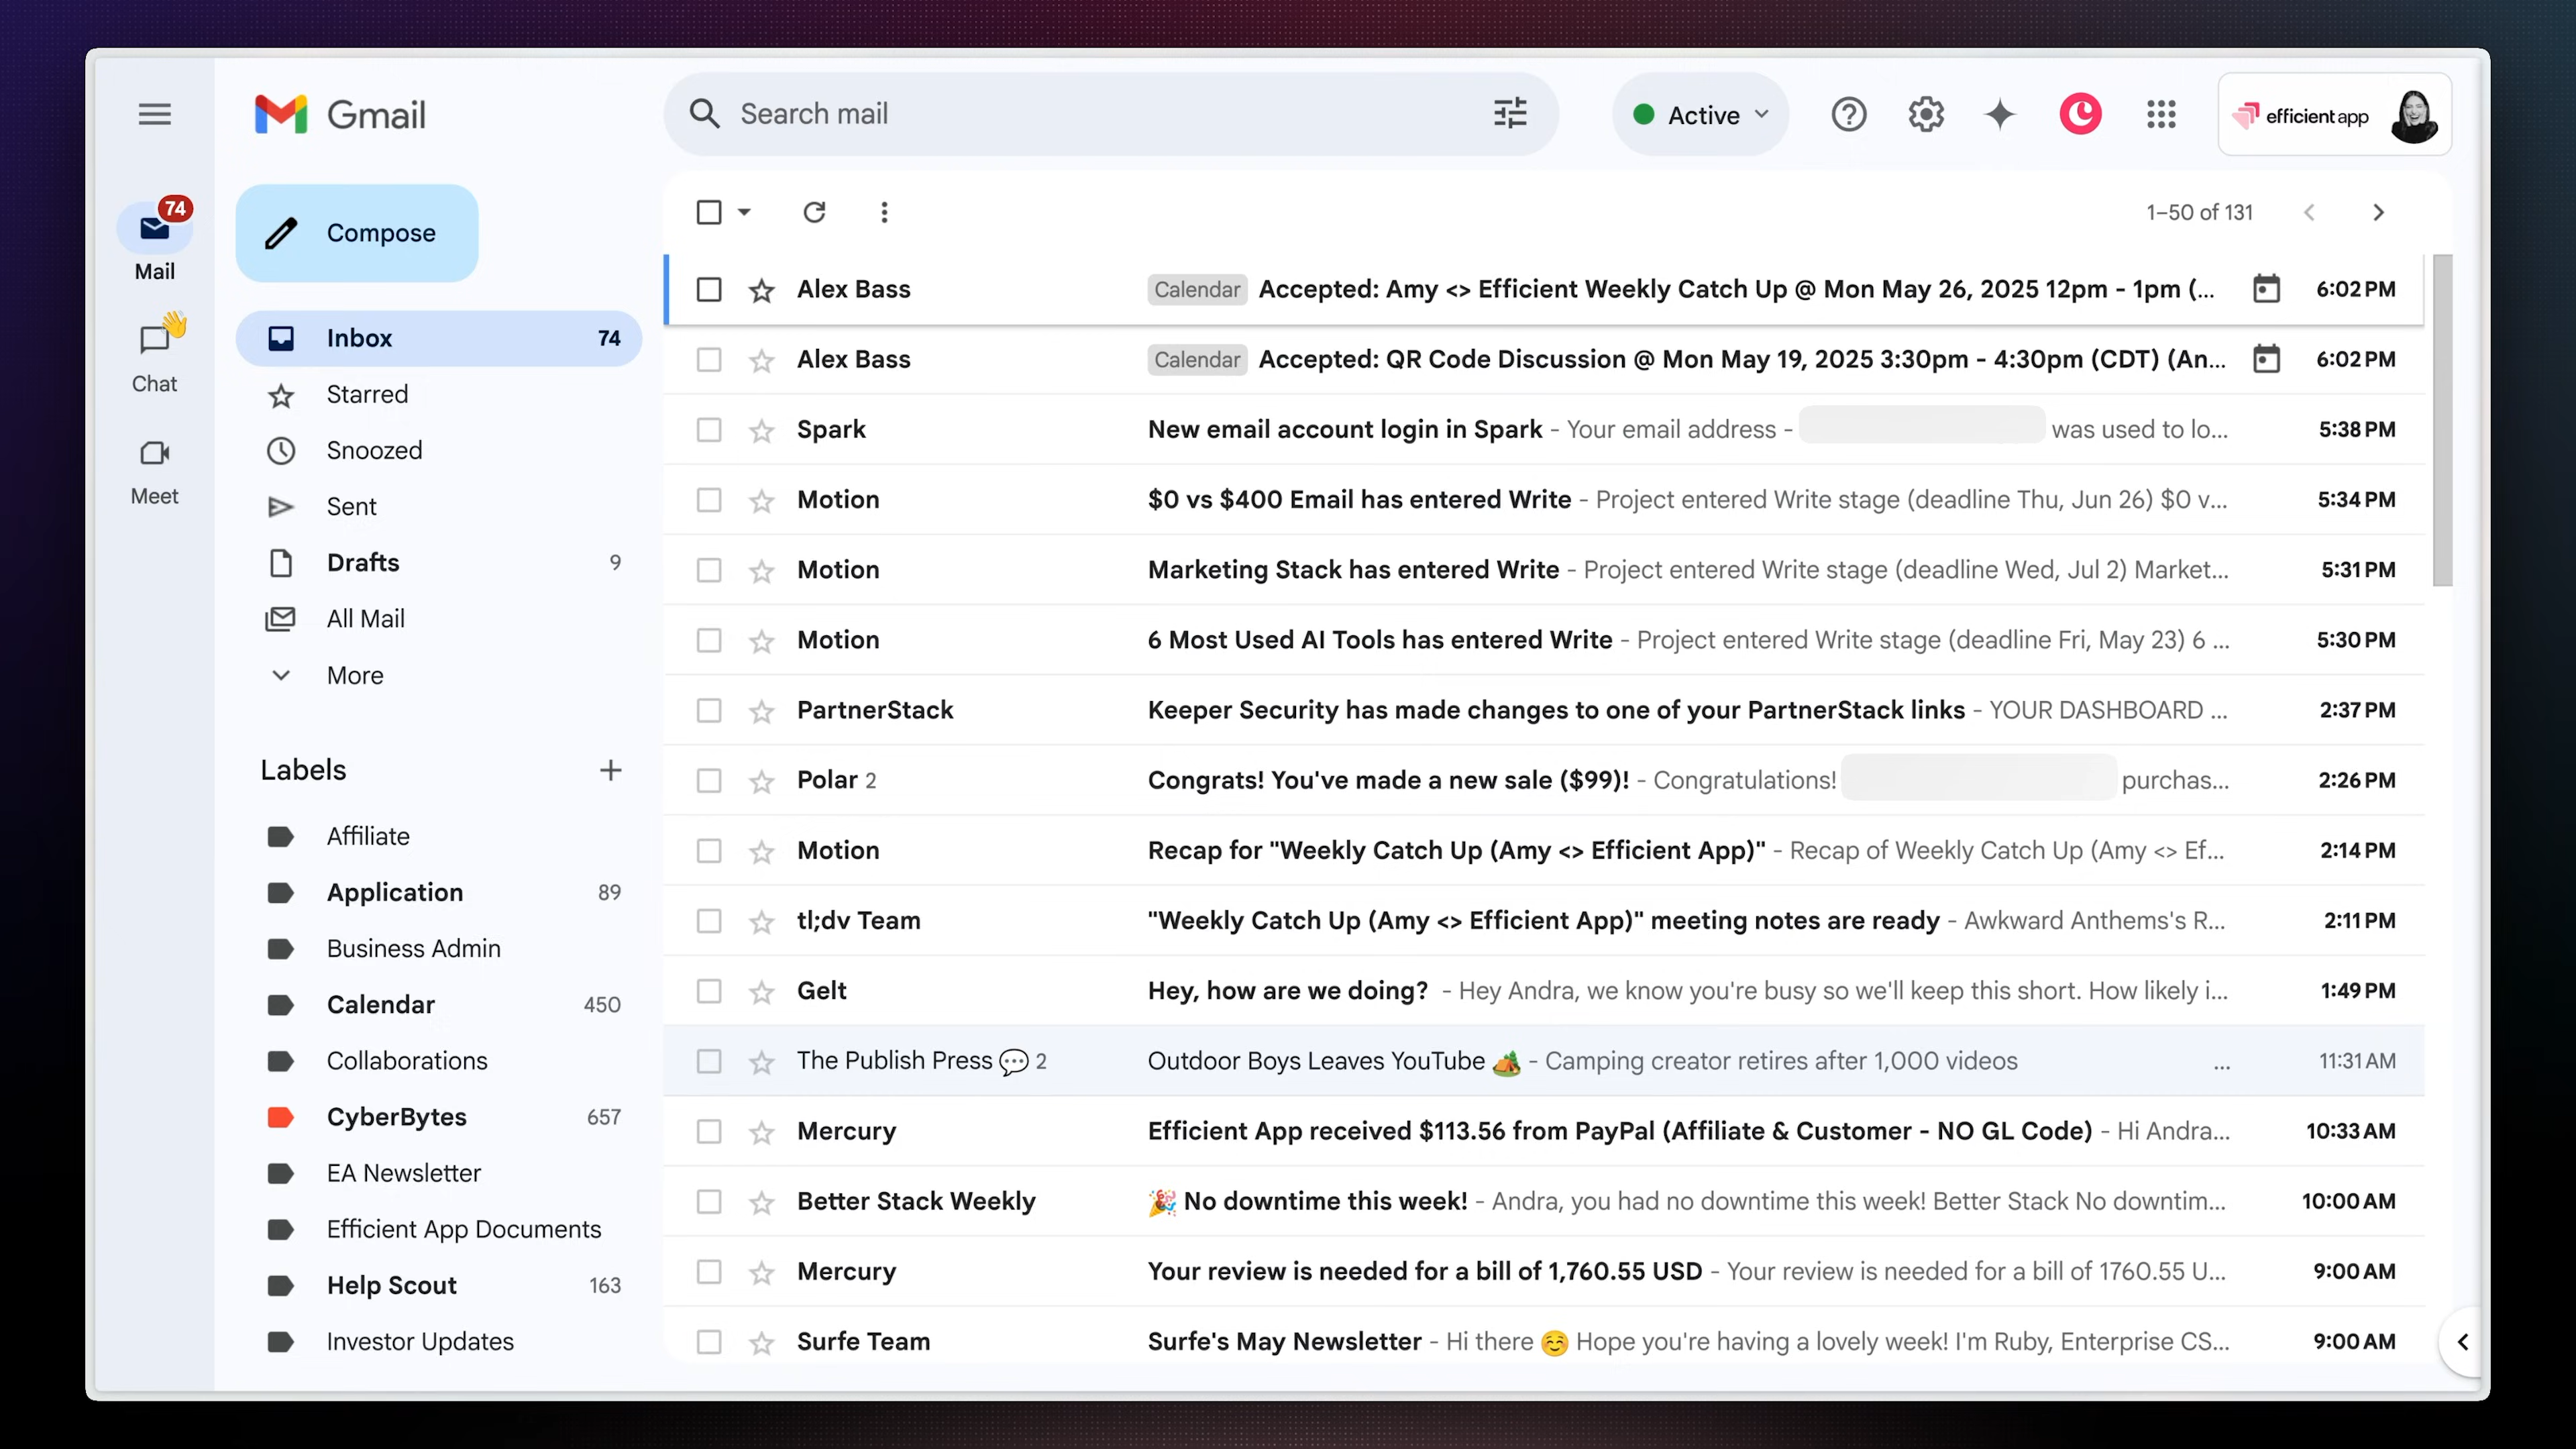 Gmail
Search mail
Active
efficient app
74
Mail
Chat
Meet
Compose
Inbox 74
Starred
Snoozed
Sent
Drafts 9
All Mail
More
Labels
Affiliate
Application 89
Business Admin
Calendar 450
Collaborations
CyberBytes 657
EA Newsletter
Efficient App Documents
Help Scout 163
Investor Updates
1–50 of 131
Alex Bass Calendar Accepted: Amy <> Efficient Weekly Catch Up @ Mon May 26, 2025 12pm - 1pm (... 6:02 PM
Alex Bass Calendar Accepted: QR Code Discussion @ Mon May 19, 2025 3:30pm - 4:30pm (CDT) (An... 6:02 PM
Spark New email account login in Spark - Your email address - was used to lo... 5:38 PM
Motion $0 vs $400 Email has entered Write - Project entered Write stage (deadline Thu, Jun 26) $0 v... 5:34 PM
Motion Marketing Stack has entered Write - Project entered Write stage (deadline Wed, Jul 2) Market... 5:31 PM
Motion 6 Most Used AI Tools has entered Write - Project entered Write stage (deadline Fri, May 23) 6 ... 5:30 PM
PartnerStack Keeper Security has made changes to one of your PartnerStack links - YOUR DASHBOARD ... 2:37 PM
Polar 2 Congrats! You've made a new sale ($99)! - Congratulations! purchas... 2:26 PM
Motion Recap for "Weekly Catch Up (Amy <> Efficient App)" - Recap of Weekly Catch Up (Amy <> Ef... 2:14 PM
tl;dv Team "Weekly Catch Up (Amy <> Efficient App)" meeting notes are ready - Awkward Anthems's R... 2:11 PM
Gelt Hey, how are we doing? - Hey Andra, we know you're busy so we'll keep this short. How likely i... 1:49 PM
The Publish Press 💬 2 Outdoor Boys Leaves YouTube 🏕️ - Camping creator retires after 1,000 videos ... 11:31 AM
Mercury Efficient App received $113.56 from PayPal (Affiliate & Customer - NO GL Code) - Hi Andra... 10:33 AM
Better Stack Weekly 🎉 No downtime this week! - Andra, you had no downtime this week! Better Stack No downtim... 10:00 AM
Mercury Your review is needed for a bill of 1,760.55 USD - Your review is needed for a bill of 1760.55 U... 9:00 AM
Surfe Team Surfe's May Newsletter - Hi there ☺️ Hope you're having a lovely week! I'm Ruby, Enterprise CS... 9:00 AM